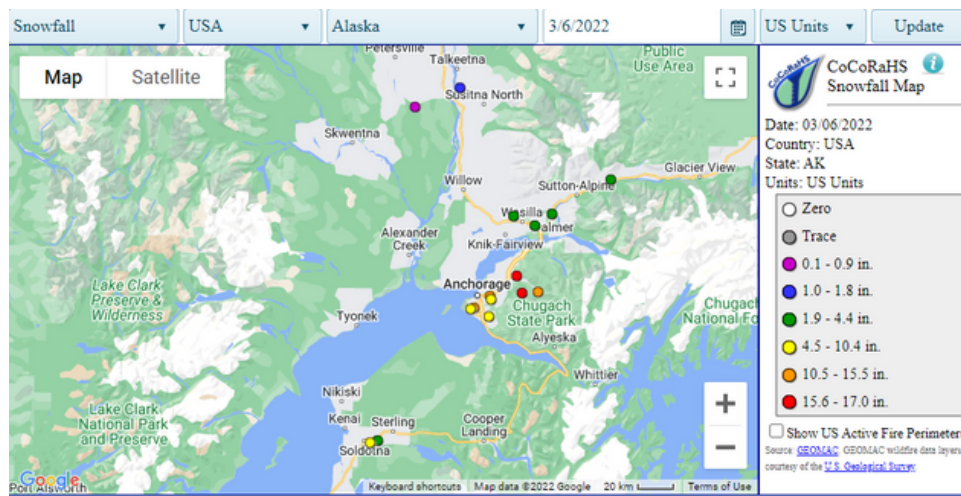 Snowfall
USA
Alaska
3/6/2022
US Units
Update
Map
Satellite
Petersville
Talkeetna
Public
Use Area
Susitna North
Skwentna
Willow
Glacier View
Sutton-Alpine
Wasilla
Palmer
Alexander
Creek
Knik-Fairview
Anchorage
Lake Clark
Preserve &
Wilderness
Tyonek
Chugach
State Park
Chugach
National Fo
Alyeska
Whittier
Nikiski
Kenai
Sterling
Cooper
Landing
Soldotna
Lake Clark
National Park
and Preserve
Port Alsworth
Google
Keyboard shortcuts
Map data ©2022 Google
20 km
Terms of Use
CoCoRaHS
CoCoRaHS
Snowfall Map
Date: 03/06/2022
Country: USA
State: AK
Units: US Units
Zero
Trace
0.1 - 0.9 in.
1.0 - 1.8 in.
1.9 - 4.4 in.
4.5 - 10.4 in.
10.5 - 15.5 in.
15.6 - 17.0 in.
Show US Active Fire Perimeters
Source: GEOMAC GEOMAC wildfire data layers
courtesy of the U.S. Geological Survey